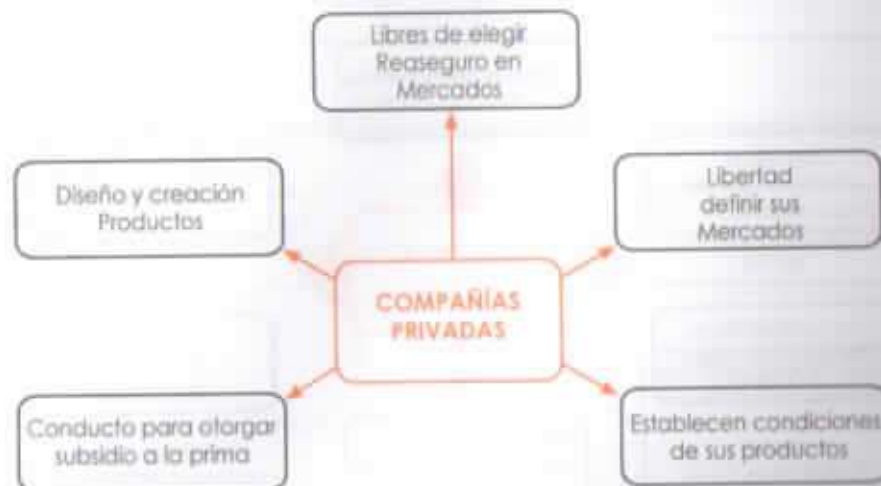 Libres de elegir
Reaseguro en
Mercados
Diseño y creación
Productos
Libertad
definir sus
Mercados
COMPAÑÍAS
PRIVADAS
Conducto para otorgar
subsidio a la prima
Establecen condiciones
de sus productos